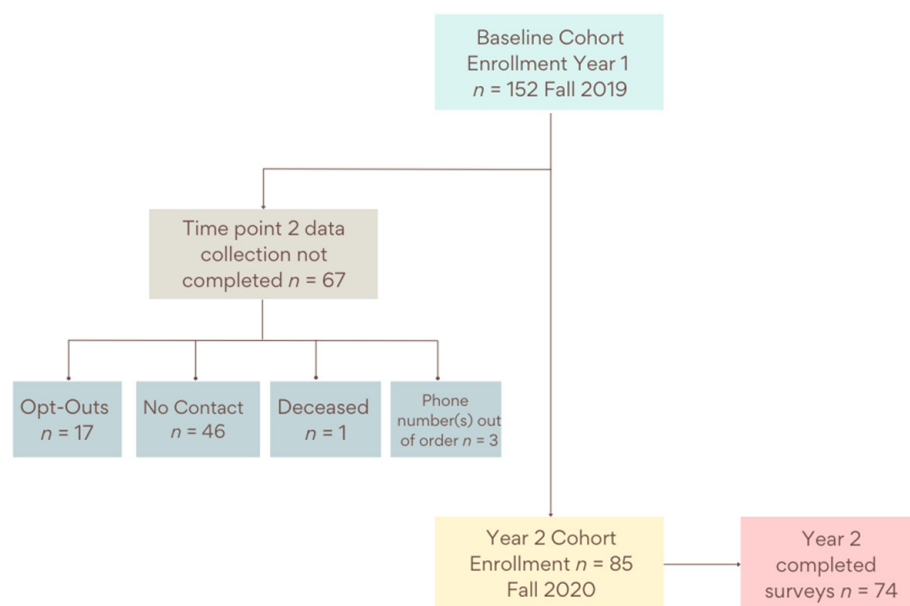 Baseline Cohort
Enrollment Year 1
n = 152 Fall 2019
Time point 2 data
collection not
completed n = 67
Opt-Outs
n = 17
No Contact
n = 46
Deceased
n = 1
Phone
number(s) out
of order n = 3
Year 2 Cohort
Enrollment n = 85
Fall 2020
Year 2
completed
surveys n = 74